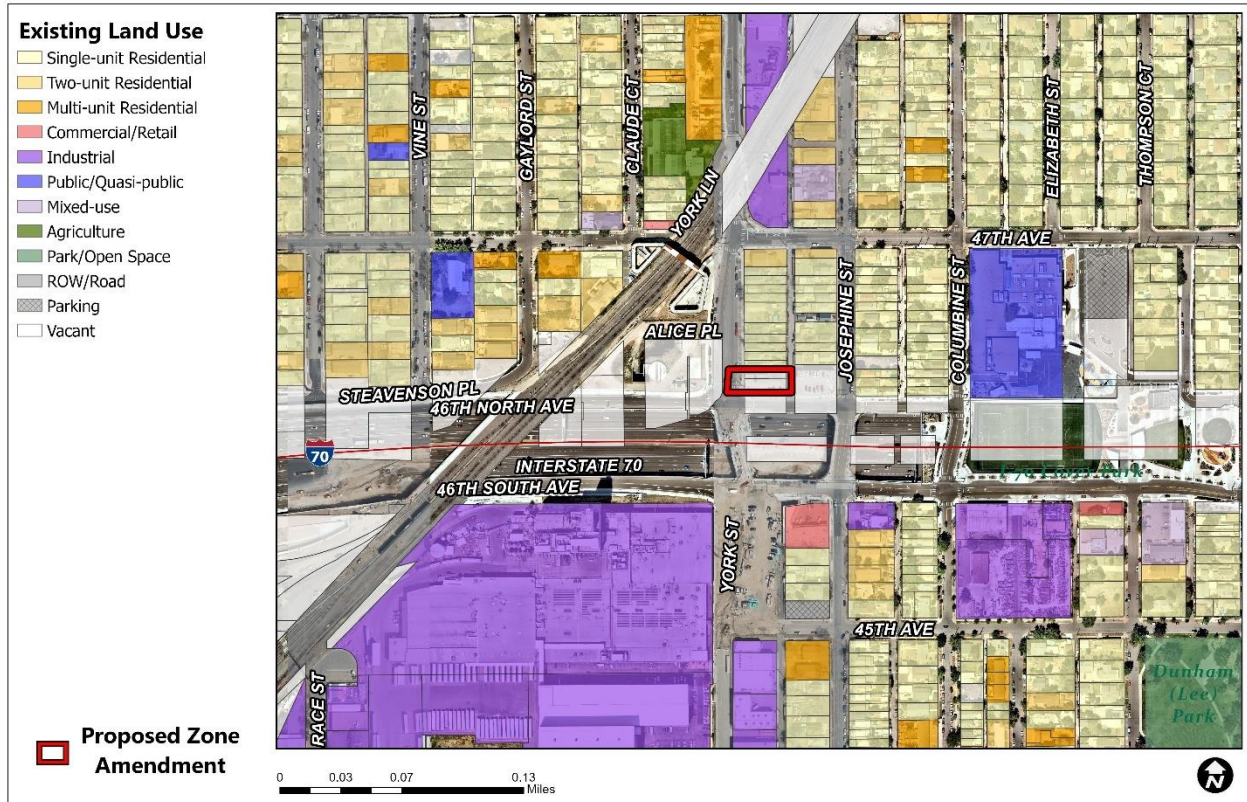 Existing Land Use
Single-unit Residential
Two-unit Residential
Multi-unit Residential
Commercial/Retail
Industrial
Public/Quasi-public
Mixed-use
Agriculture
Park/Open Space
ROW/Road
Parking
Vacant
Proposed Zone
Amendment
VINE ST
GAYLORD ST
CLAUDE CT
YORK LN
ELIZABETH ST
THOMPSON CT
47TH AVE
JOSEPHINE ST
COLUMBINE ST
ALICE PL
STEAVENSON PL
46TH NORTH AVE
70
INTERSTATE 70
46TH SOUTH AVE
Park
YORK ST
45TH AVE
RACE ST
Dunham
(Lee)
Park
0 0.03 0.07 0.13
Miles
N